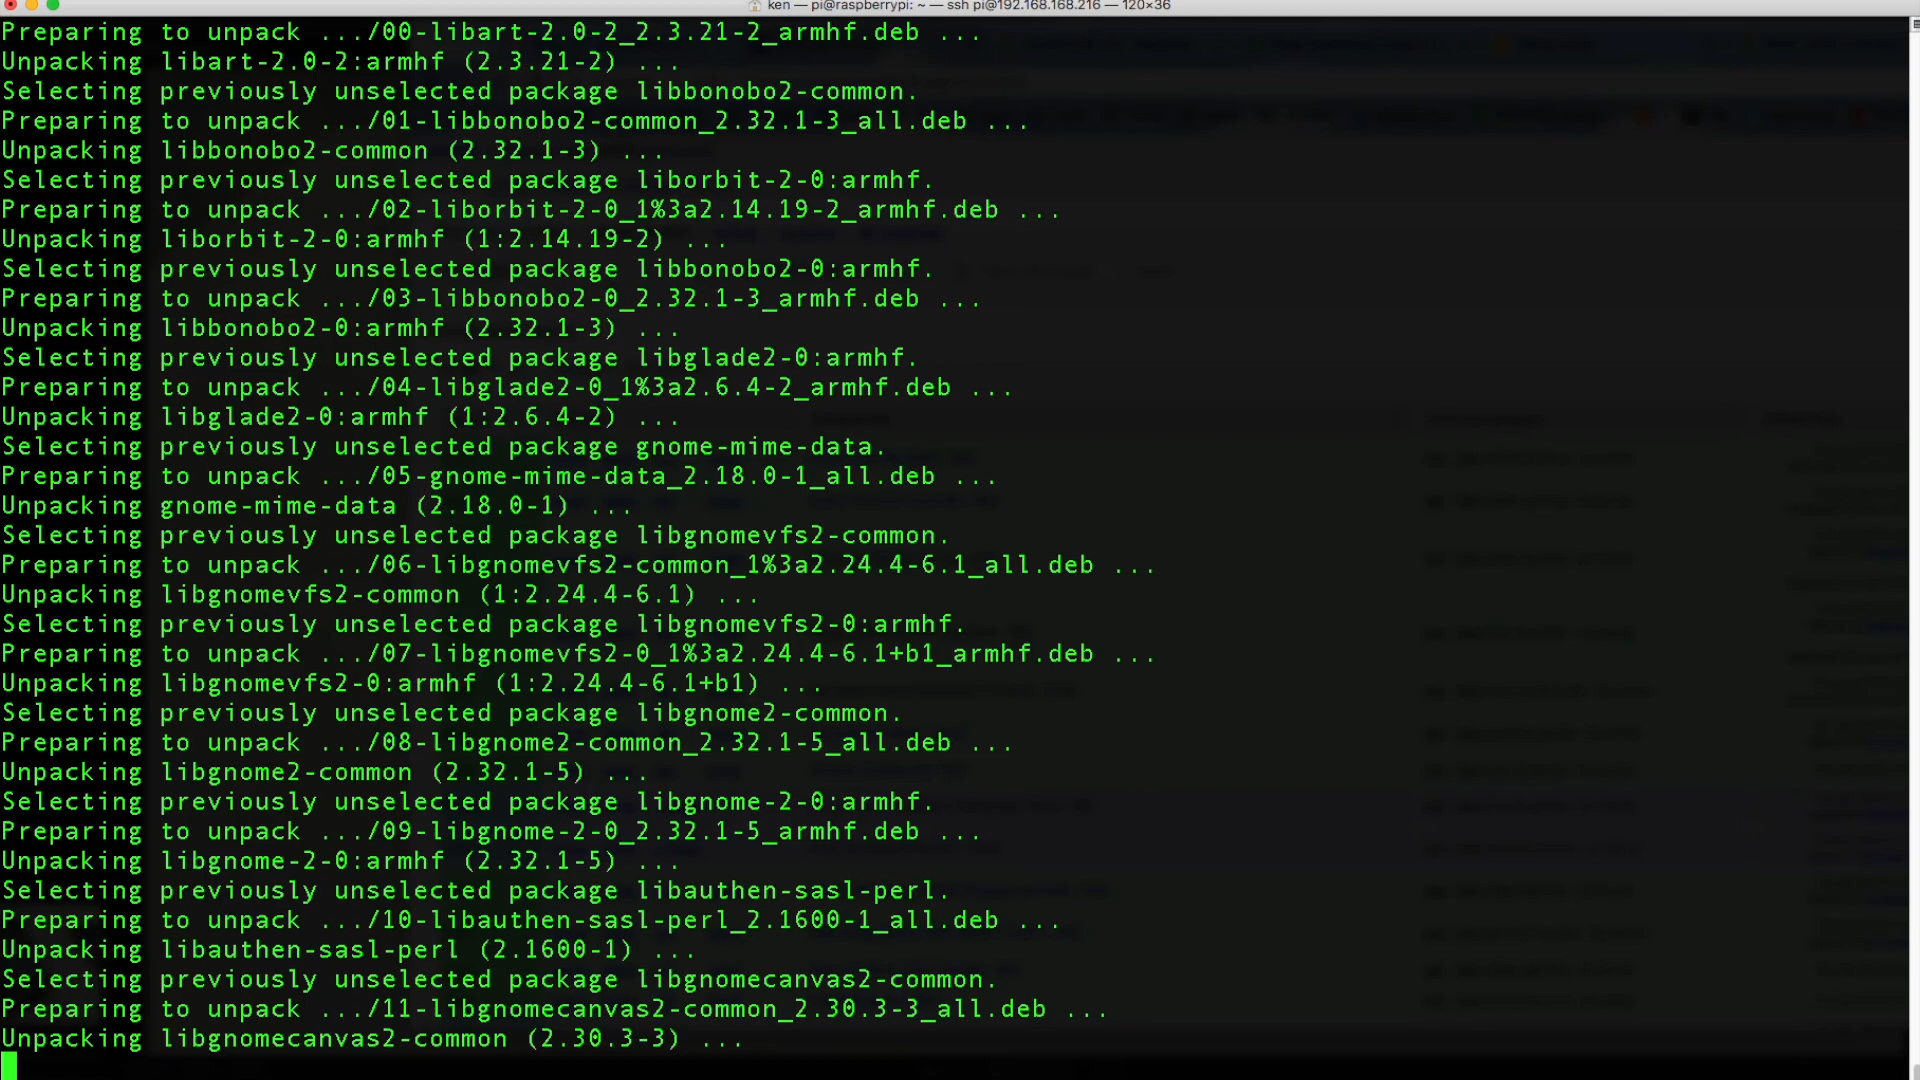 ken — pi@raspberrypi: ~ — ssh pi@192.168.168.216 — 120×36
Preparing to unpack .../00-libart-2.0-2_2.3.21-2_armhf.deb ...
Unpacking libart-2.0-2:armhf (2.3.21-2) ...
Selecting previously unselected package libbonobo2-common.
Preparing to unpack .../01-libbonobo2-common_2.32.1-3_all.deb ...
Unpacking libbonobo2-common (2.32.1-3) ...
Selecting previously unselected package liborbit-2-0:armhf.
Preparing to unpack .../02-liborbit-2-0_1%3a2.14.19-2_armhf.deb ...
Unpacking liborbit-2-0:armhf (1:2.14.19-2) ...
Selecting previously unselected package libbonobo2-0:armhf.
Preparing to unpack .../03-libbonobo2-0_2.32.1-3_armhf.deb ...
Unpacking libbonobo2-0:armhf (2.32.1-3) ...
Selecting previously unselected package libglade2-0:armhf.
Preparing to unpack .../04-libglade2-0_1%3a2.6.4-2_armhf.deb ...
Unpacking libglade2-0:armhf (1:2.6.4-2) ...
Selecting previously unselected package gnome-mime-data.
Preparing to unpack .../05-gnome-mime-data_2.18.0-1_all.deb ...
Unpacking gnome-mime-data (2.18.0-1) ...
Selecting previously unselected package libgnomevfs2-common.
Preparing to unpack .../06-libgnomevfs2-common_1%3a2.24.4-6.1_all.deb ...
Unpacking libgnomevfs2-common (1:2.24.4-6.1) ...
Selecting previously unselected package libgnomevfs2-0:armhf.
Preparing to unpack .../07-libgnomevfs2-0_1%3a2.24.4-6.1+b1_armhf.deb ...
Unpacking libgnomevfs2-0:armhf (1:2.24.4-6.1+b1) ...
Selecting previously unselected package libgnome2-common.
Preparing to unpack .../08-libgnome2-common_2.32.1-5_all.deb ...
Unpacking libgnome2-common (2.32.1-5) ...
Selecting previously unselected package libgnome-2-0:armhf.
Preparing to unpack .../09-libgnome-2-0_2.32.1-5_armhf.deb ...
Unpacking libgnome-2-0:armhf (2.32.1-5) ...
Selecting previously unselected package libauthen-sasl-perl.
Preparing to unpack .../10-libauthen-sasl-perl_2.1600-1_all.deb ...
Unpacking libauthen-sasl-perl (2.1600-1) ...
Selecting previously unselected package libgnomecanvas2-common.
Preparing to unpack .../11-libgnomecanvas2-common_2.30.3-3_all.deb ...
Unpacking libgnomecanvas2-common (2.30.3-3) ...